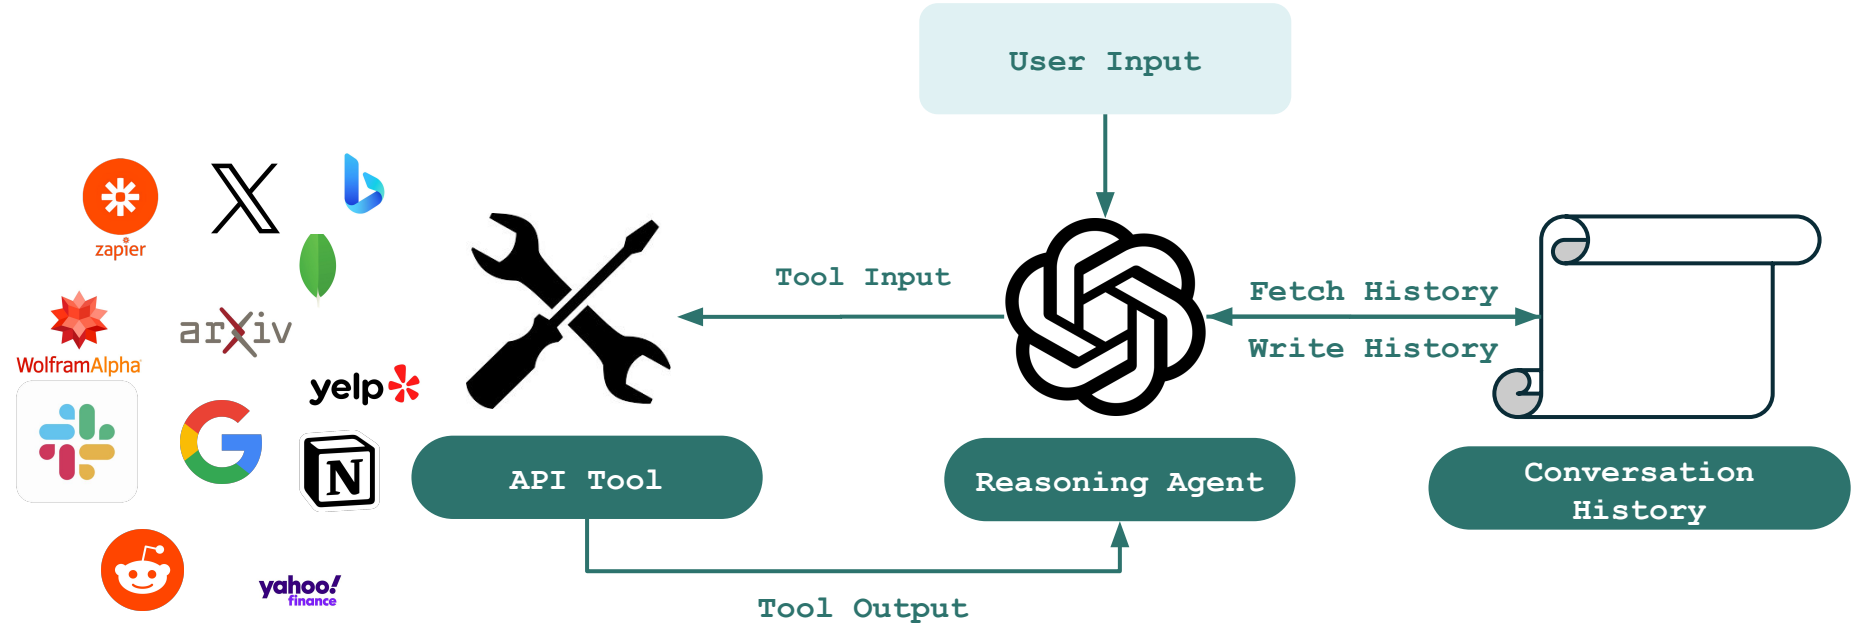 User Input
zapier
Tool Input
Fetch History
Write History
WolframAlpha
arXiv
yelp
N
API Tool
Reasoning Agent
Conversation
History
yahoo!
finance
Tool Output